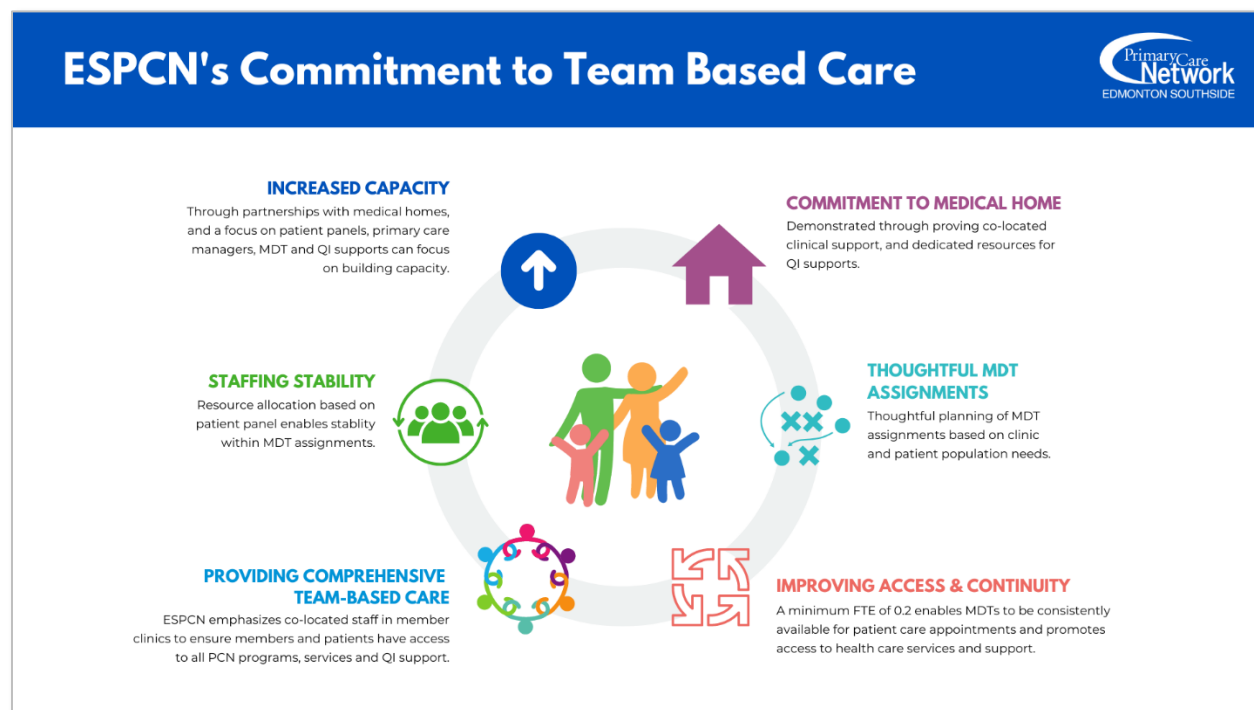 ESPCN's Commitment to Team Based Care
PrimaryCare
Network
EDMONTON SOUTHSIDE
INCREASED CAPACITY
Through partnerships with medical homes,
and a focus on patient panels, primary care
managers, MDT and QI supports can focus
on building capacity.
COMMITMENT TO MEDICAL HOME
Demonstrated through proving co-located
clinical support, and dedicated resources for
QI supports.
STAFFING STABILITY
Resource allocation based on
patient panel enables stablity
within MDT assignments.
THOUGHTFUL MDT
ASSIGNMENTS
Thoughtful planning of MDT
assignments based on clinic
and patient population needs.
PROVIDING COMPREHENSIVE
TEAM-BASED CARE
ESPCN emphasizes co-located staff in member
clinics to ensure members and patients have access
to all PCN programs, services and QI support.
IMPROVING ACCESS & CONTINUITY
A minimum FTE of 0.2 enables MDTs to be consistently
available for patient care appointments and promotes
access to health care services and support.